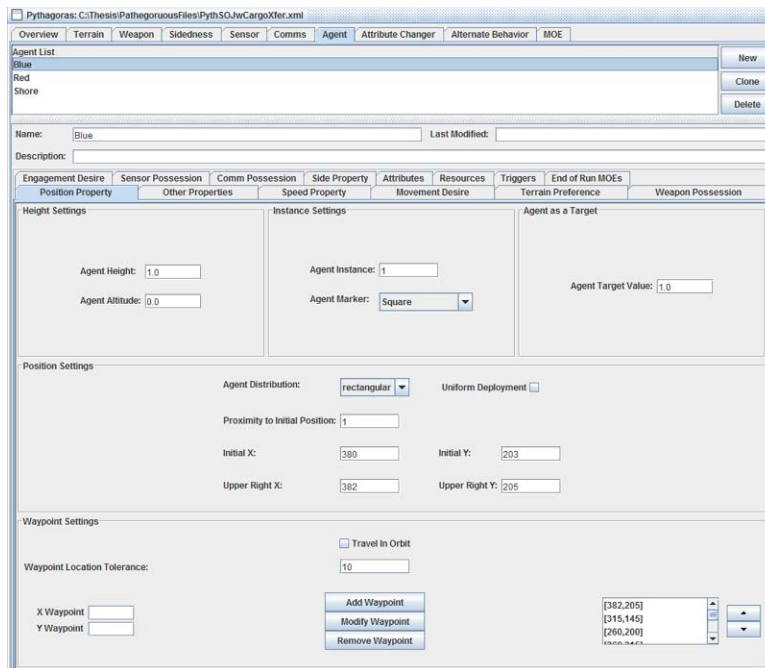 Pythagoras: C:\Thesis\PathegoruousFiles\PythSOJwCargoXfer.xml
Overview Terrain Weapon Sidedness Sensor Comms Agent Attribute Changer Alternate Behavior MOE
Agent List
Blue
Red
Shore
New
Clone
Delete
Name: Blue Last Modified:
Description:
Engagement Desire Sensor Possession Comm Possession Side Property Attributes Resources Triggers End of Run MOEs
Position Property Other Properties Speed Property Movement Desire Terrain Preference Weapon Possession
Height Settings Instance Settings Agent as a Target
Agent Height: 1.0 Agent Instance: 1
Agent Target Value: 1.0
Agent Altitude: 0.0 Agent Marker: Square
Position Settings
Agent Distribution: rectangular Uniform Deployment
Proximity to Initial Position: 1
Initial X: 380 Initial Y: 203
Upper Right X: 382 Upper Right Y: 205
Waypoint Settings
Travel In Orbit
Waypoint Location Tolerance: 10
X Waypoint
Y Waypoint
Add Waypoint
Modify Waypoint
Remove Waypoint
[382,205]
[315,145]
[260,200]